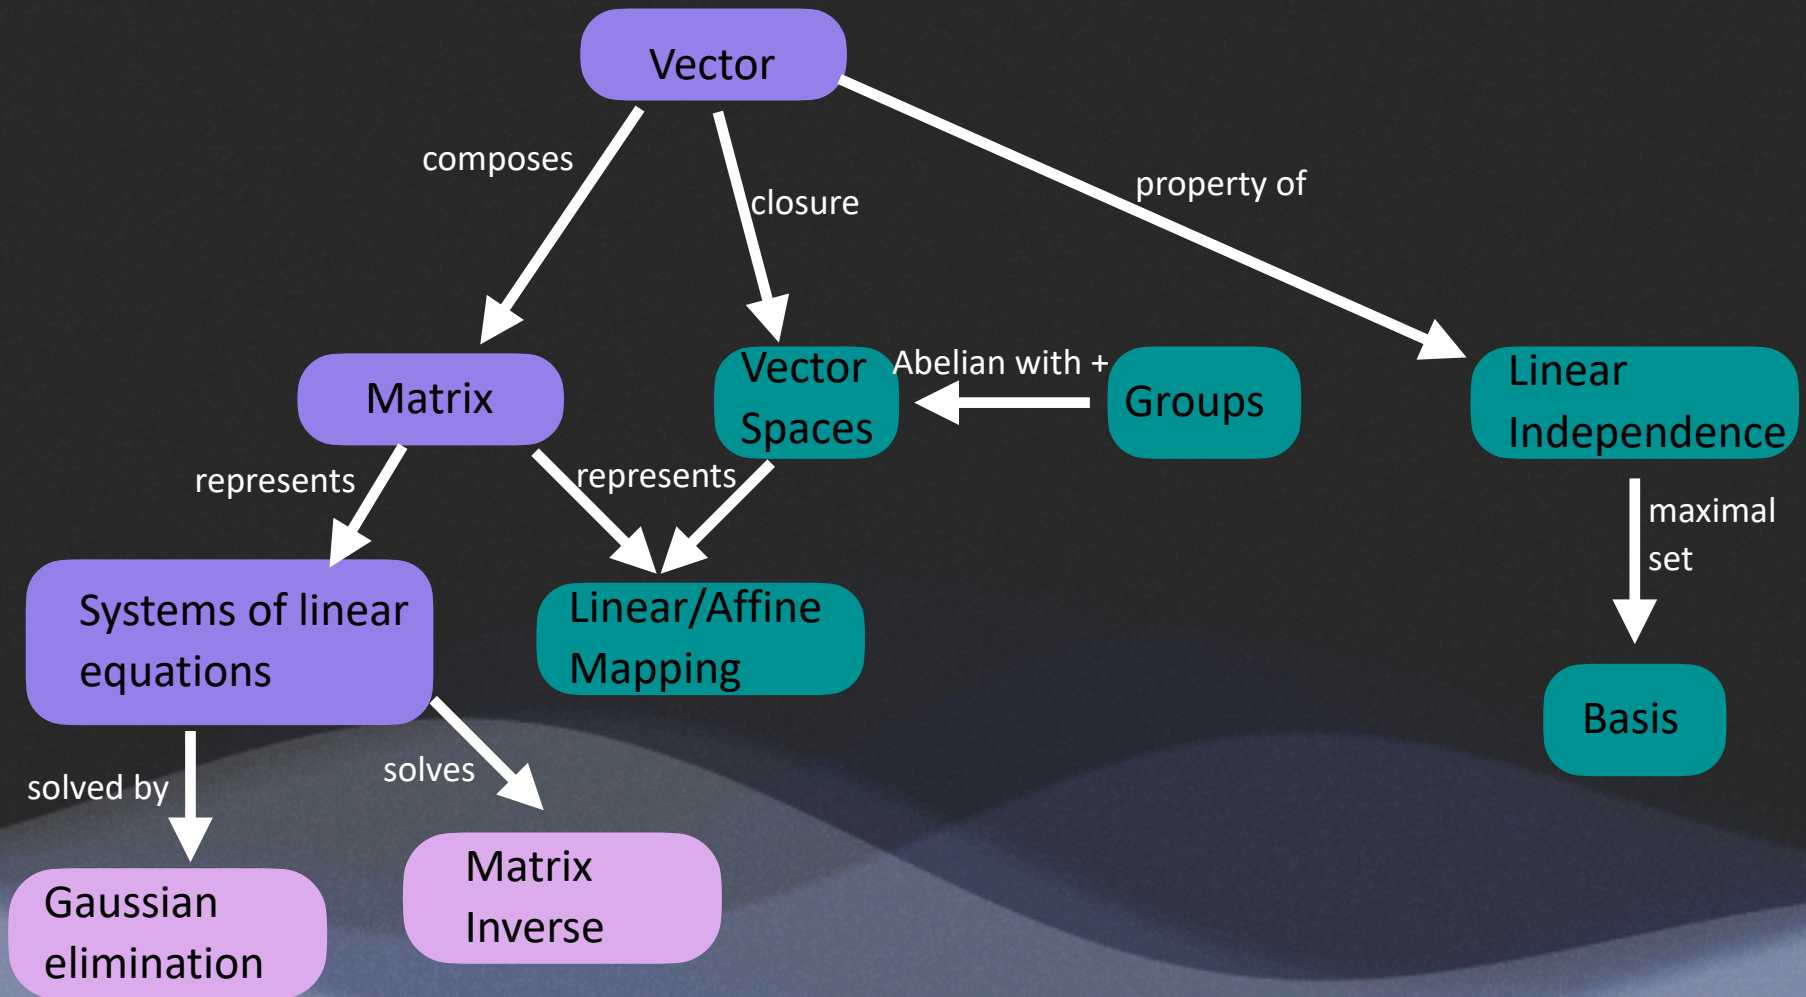 Vector
composes
closure
property of
Matrix
Vector
Spaces
Abelian with +
Groups
Linear
Independence
represents
represents
maximal
set
Systems of linear
equations
Linear/Affine
Mapping
Basis
solved by
solves
Gaussian
elimination
Matrix
Inverse